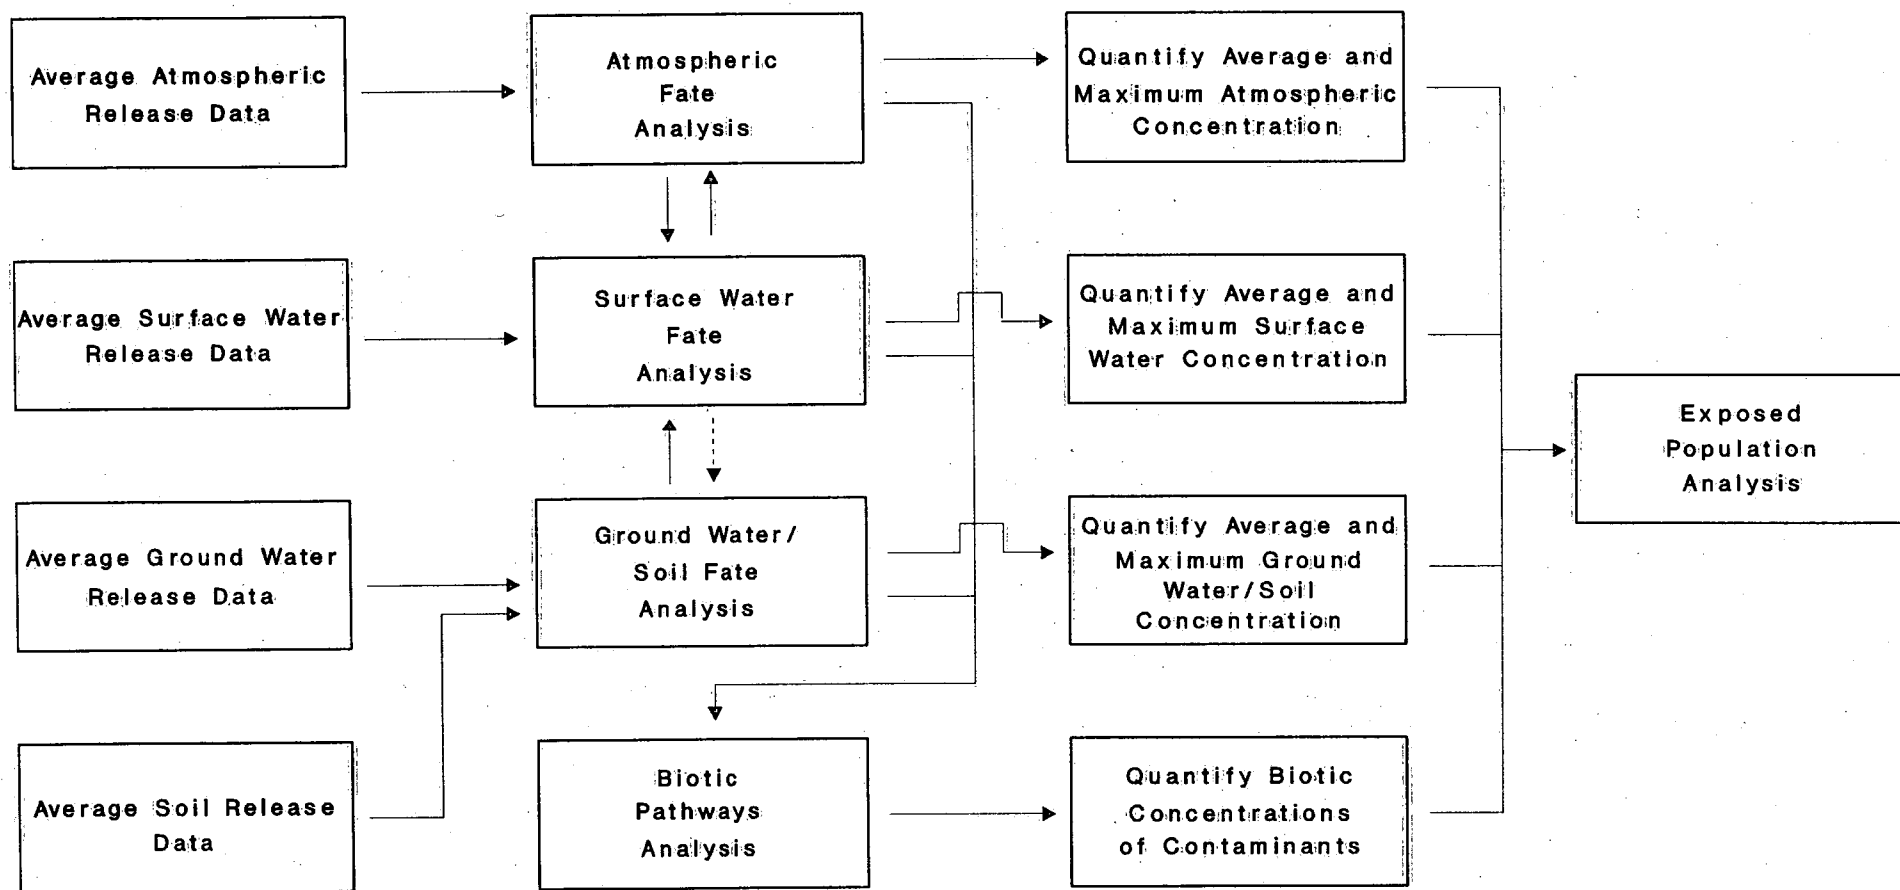 Average Atmospheric
Release Data
Atmospheric
Fate
Analysis
Quantify Average and
Maximum Atmospheric
Concentration
Average Surface Water
Release Data
Surface Water
Fate
Analysis
Quantify Average and
Maximum Surface
Water Concentration
Exposed
Population
Analysis
Average Ground Water
Release Data
Ground Water/
Soil Fate
Analysis
Quantify Average and
Maximum Ground
Water/Soil
Concentration
Average Soil Release
Data
Biotic
Pathways
Analysis
Quantify Biotic
Concentrations
of Contaminants